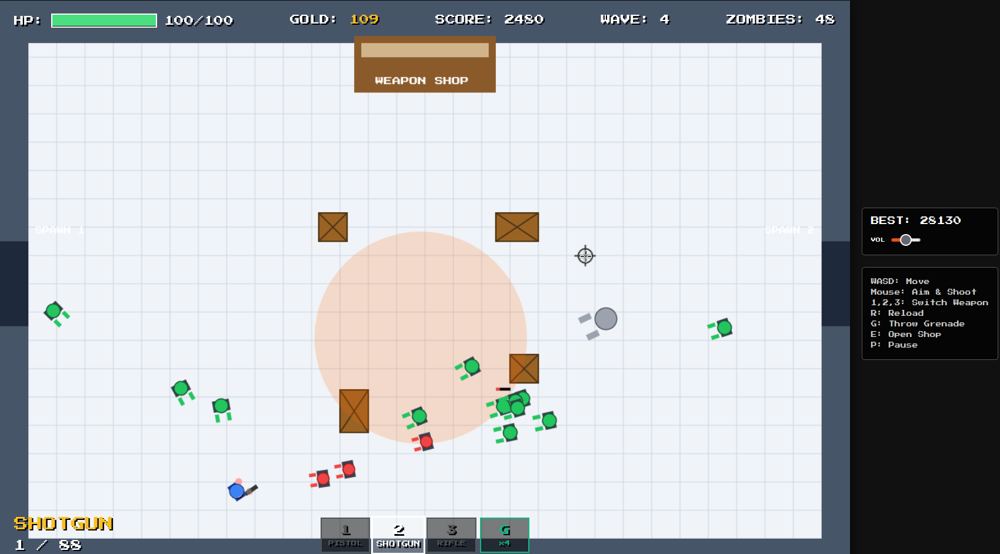 HP: 100/100 GOLD: 109 SCORE: 2480 WAVE: 4 ZOMBIES: 48
WEAPON SHOP
SPAWN 1
SPAWN 2
BEST: 28130
VOL
WASD: Move
Mouse: Aim & Shoot
1,2,3: Switch Weapon
R: Reload
G: Throw Grenade
E: Open Shop
P: Pause
SHOTGUN
1 / 88
1
PISTOL
2
SHOTGUN
3
RIFLE
G
x4